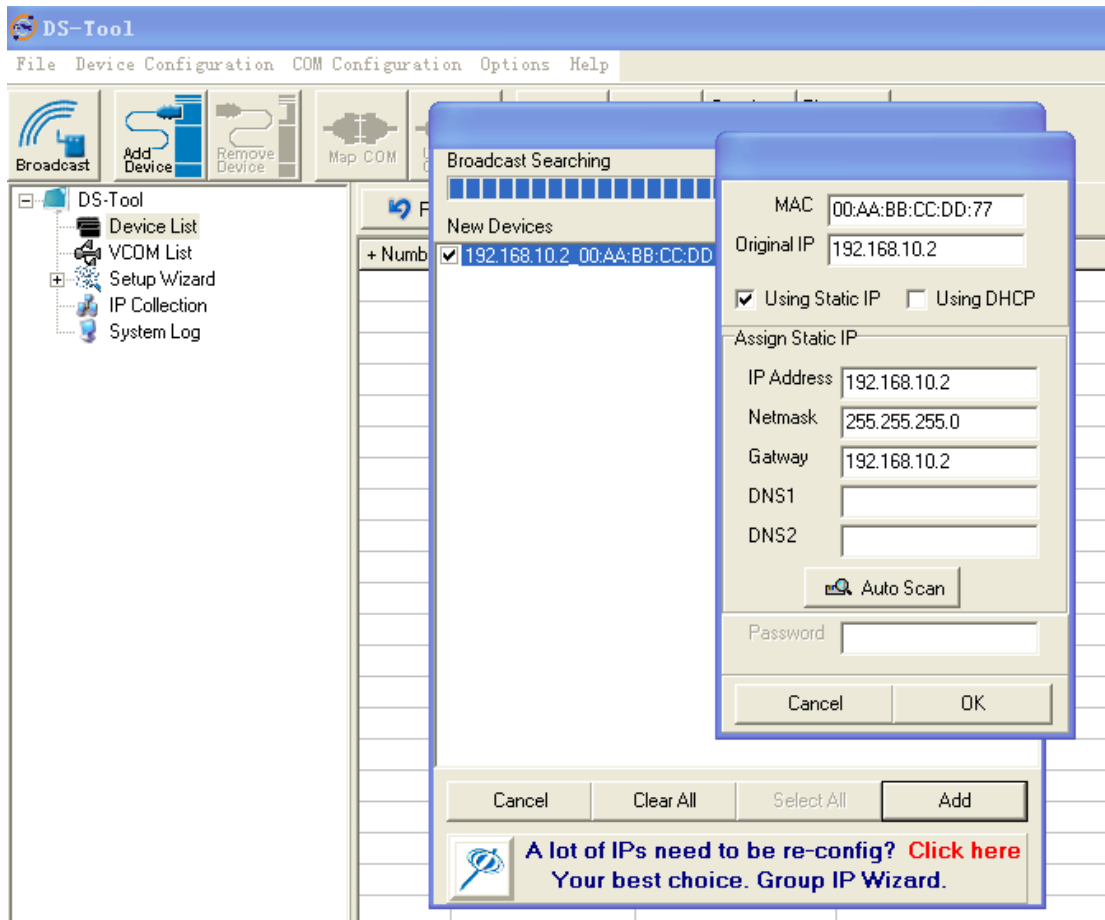 DS-Tool
File Device Configuration COM Configuration Options Help
Broadcast
Add Device
Remove Device
Map COM
DS-Tool
Device List
VCOM List
Setup Wizard
IP Collection
System Log
+ Numb
Broadcast Searching
New Devices
192.168.10.2_00:AA:BB:CC:DD
MAC 00:AA:BB:CC:DD:77
Original IP 192.168.10.2
Using Static IP Using DHCP
Assign Static IP
IP Address 192.168.10.2
Netmask 255.255.255.0
Gatway 192.168.10.2
DNS1
DNS2
Auto Scan
Password
Cancel OK
Cancel Clear All Select All Add
A lot of IPs need to be re-config? Click here
Your best choice. Group IP Wizard.